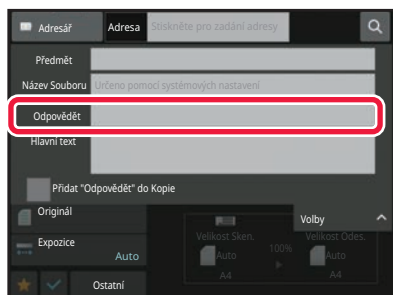 Adresář Adresa Stiskněte pro zadání adresy
Předmět
Název Souboru Určeno pomocí systémových nastavení
Odpovědět
Hlavní text
Přidat "Odpovědět" do Kopie
Originál
Volby
Expozice
Auto
Velikost Sken. 100% Velikost Odes.
Auto Auto
A4 A4
Ostatní